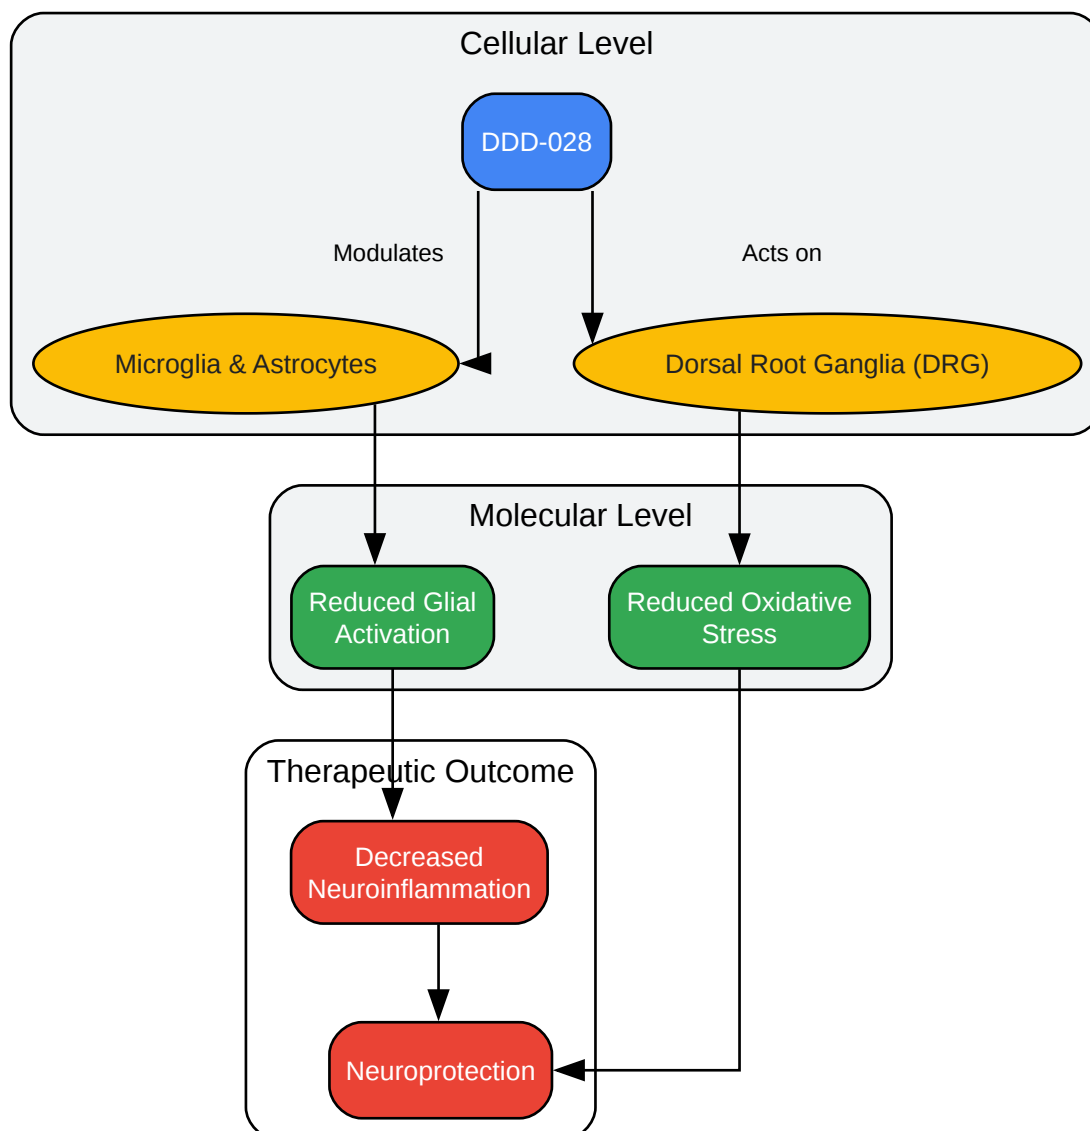 Cellular Level
DDD-028
Modulates
Acts on
Microglia & Astrocytes
Dorsal Root Ganglia (DRG)
Molecular Level
Reduced Glial
Activation
Reduced Oxidative
Stress
Therapeutic Outcome
Decreased
Neuroinflammation
Neuroprotection